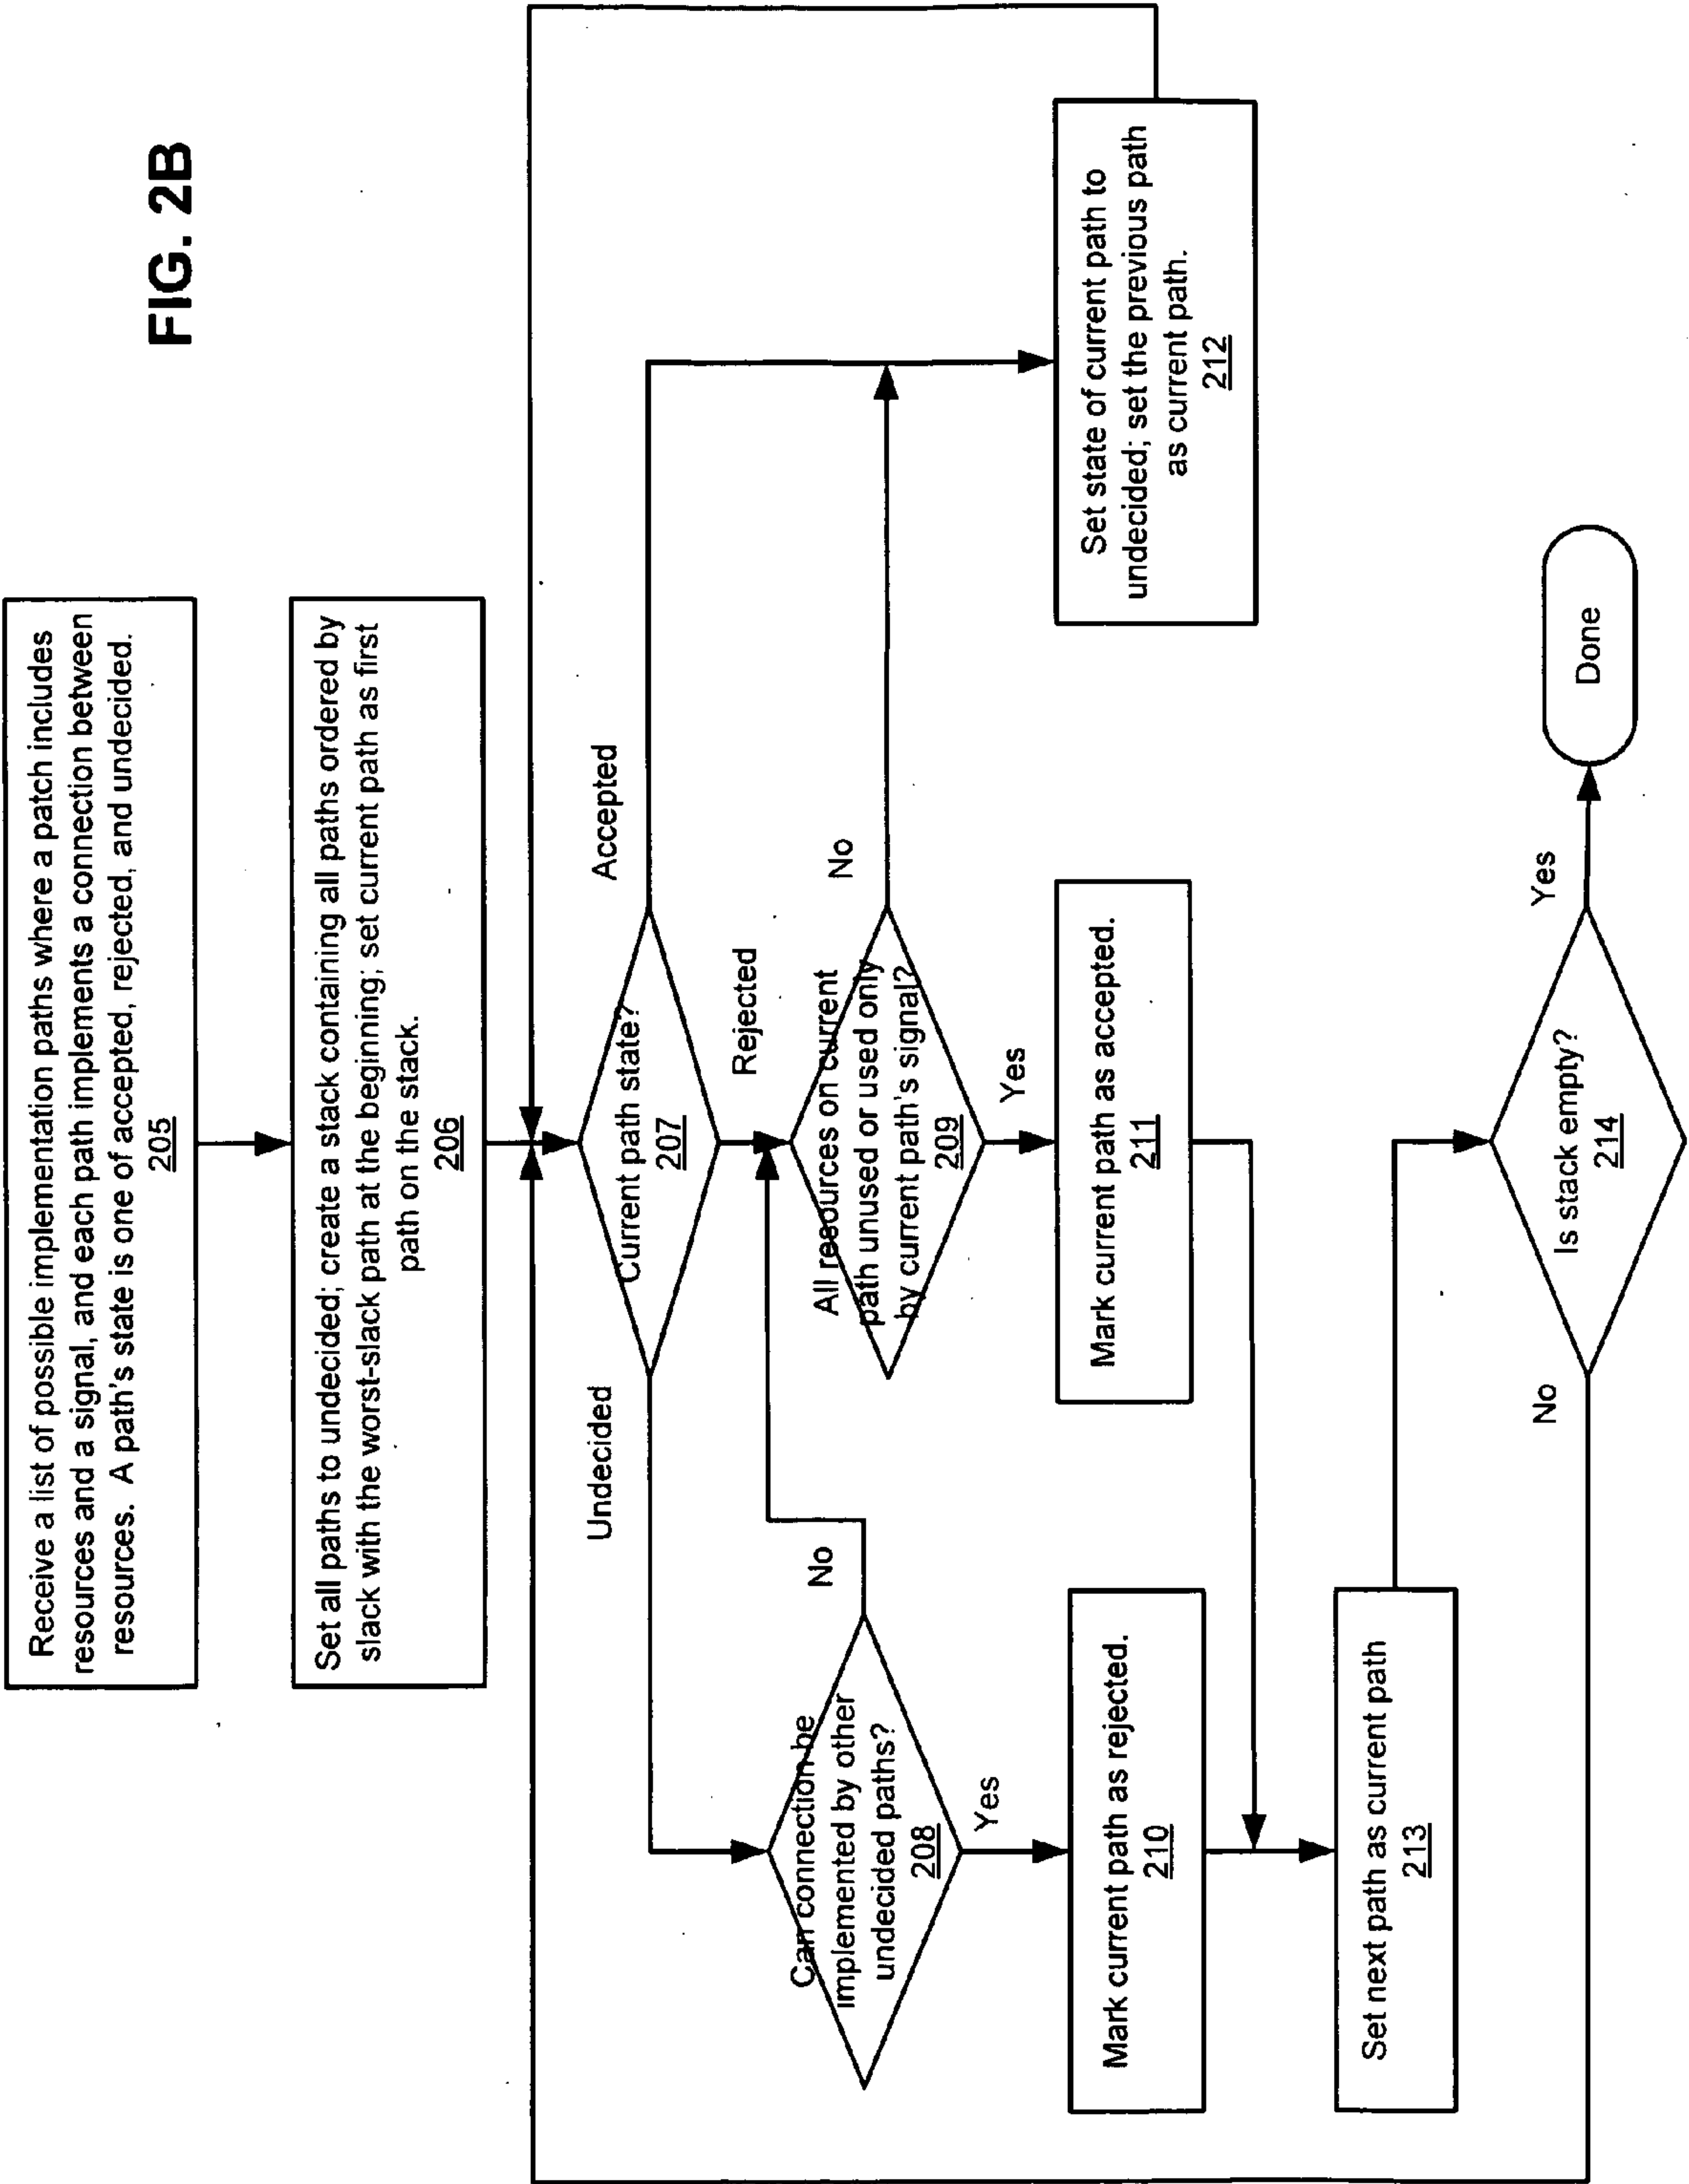 FIG. 2B
Receive a list of possible implementation paths where a patch includes
resources and a signal, and each path implements a connection between
resources. A path's state is one of accepted, rejected, and undecided.
205
Set all paths to undecided; create a stack containing all paths ordered by
slack with the worst-slack path at the beginning; set current path as first
path on the stack.
206
Current path state?
207
Undecided
Rejected
Accepted
Can connection be
implemented by other
undecided paths?
208
No
Yes
All resources on current
path unused or used only
by current path's signal?
209
No
Yes
Mark current path as rejected.
210
Mark current path as accepted.
211
Set state of current path to
undecided; set the previous path
as current path.
212
Set next path as current path
213
Is stack empty?
214
No
Yes
Done